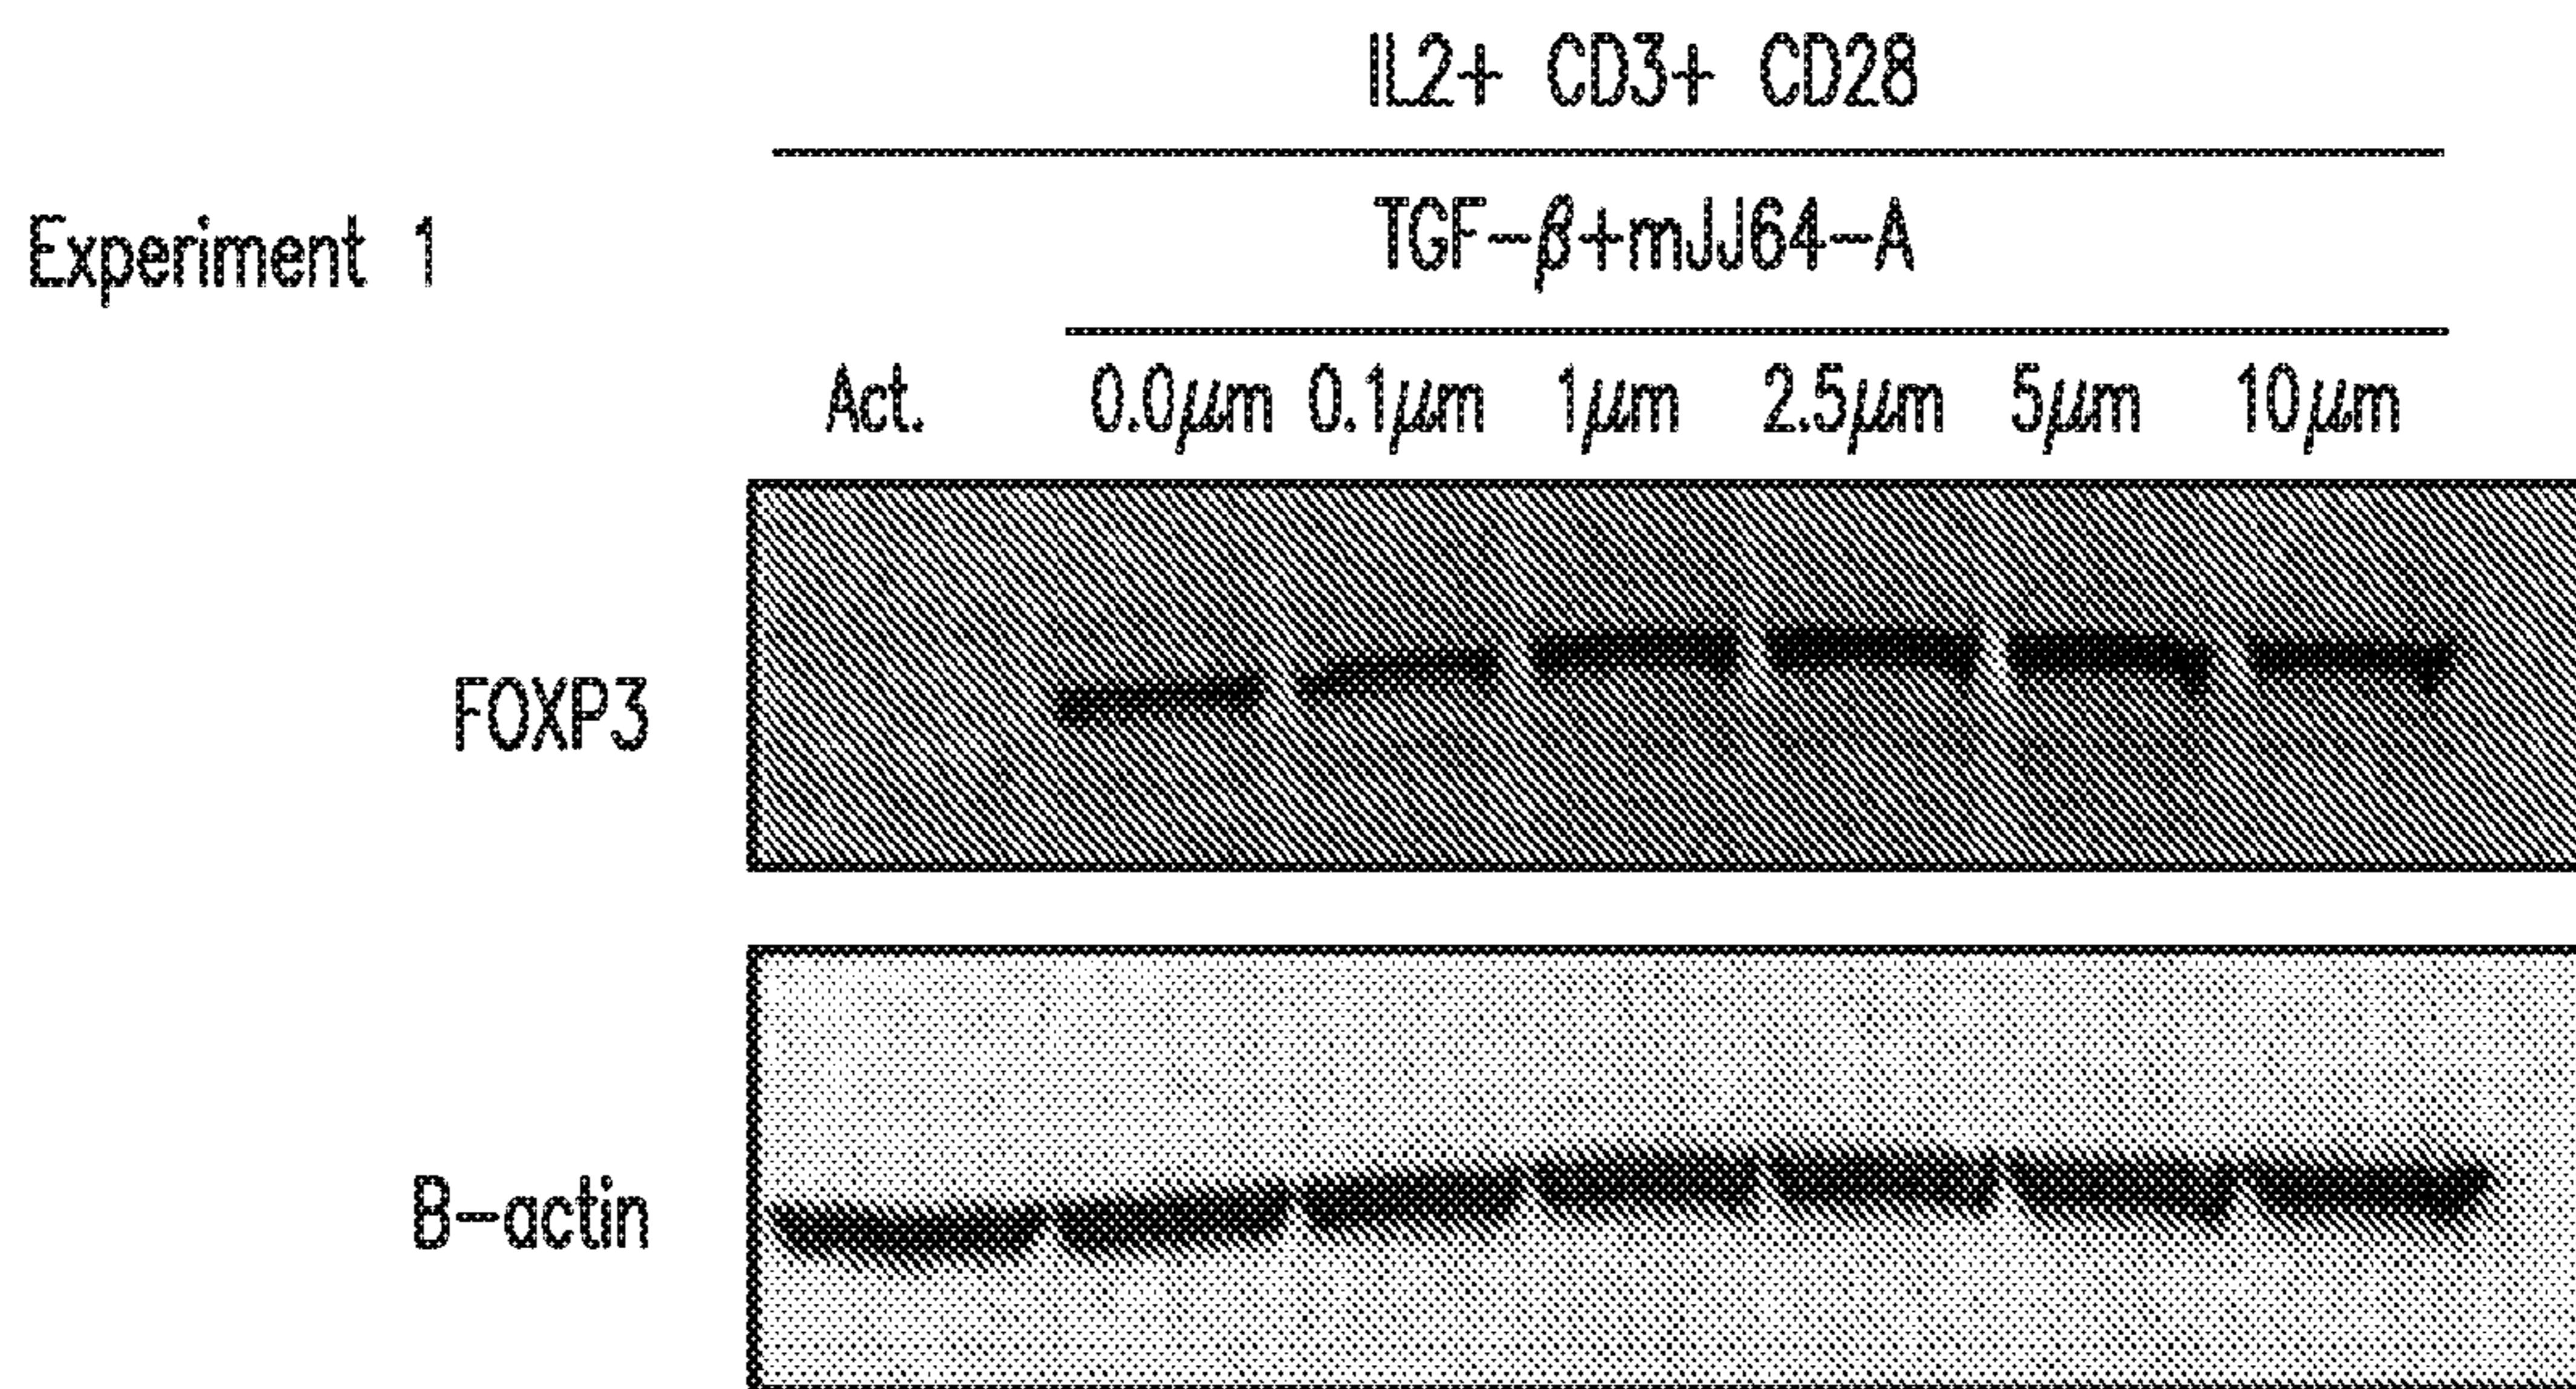 IL2+ CD3+ CD28
Experiment 1
TGF-β+mJJ64-A
Act. 0.0μm 0.1μm 1μm 2.5μm 5μm 10μm
FOXP3
B-actin